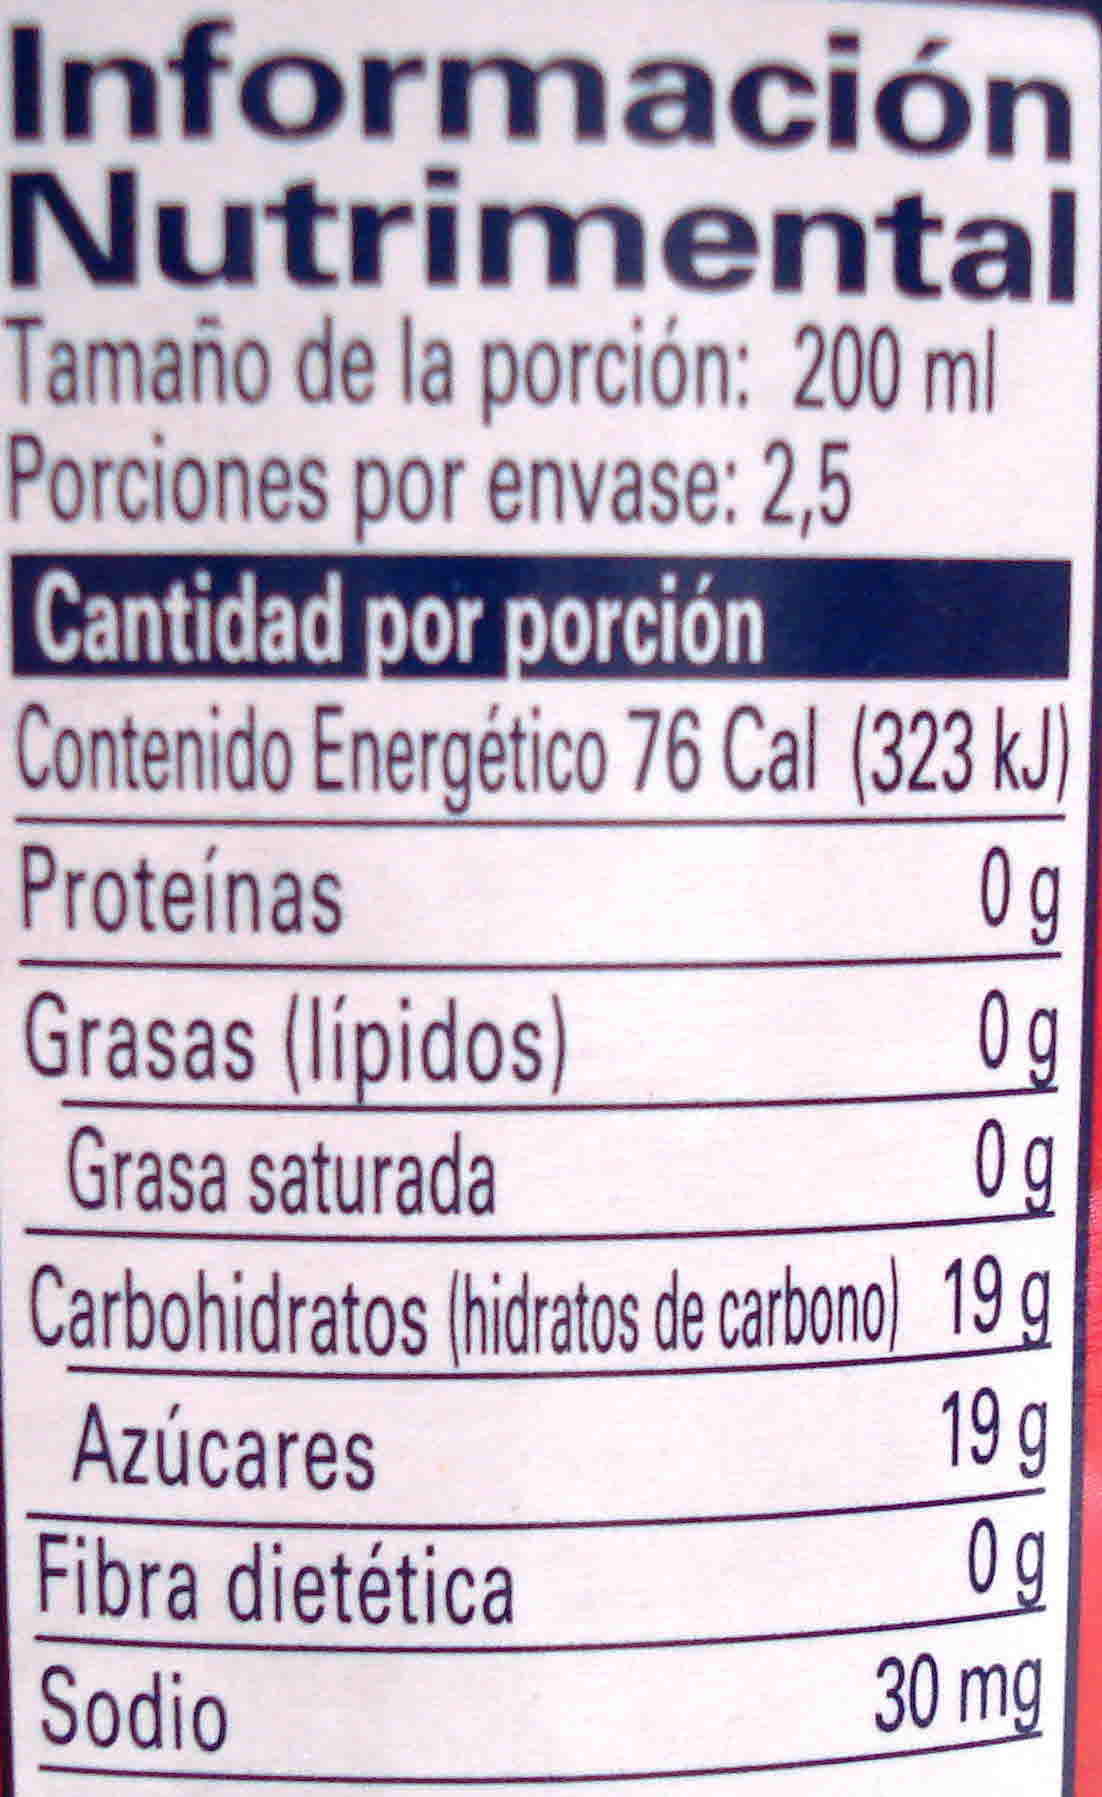 Información
Nutrimental
Tamaño de la porción: 200 ml
Porciones por envase: 2,5
Cantidad por porción
Contenido Energético 76 Cal (323 kJ)
Proteínas 0 g
Grasas (lípidos) 0 g
Grasa saturada 0 g
Carbohidratos (hidratos de carbono) 19 g
Azúcares 19 g
Fibra dietética 0 g
Sodio 30 mg